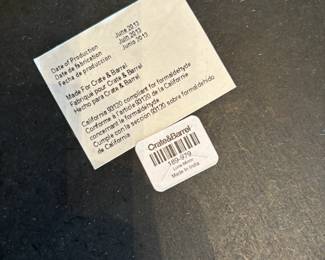 Date of Production June 2013
Date de fabrication Juin 2013
Fecha de producción Junio 2013
Made For Crate & Barrel
Fabriqué pour Crate & Barrel
Hecho para Crate & Barrel
California 93120 compliant for formaldehyde
Conforme à l'article 93120 de la Californie
concernant le formaldéhyde
Cumple con la sección 93120 sobre formaldehido
de California
Crate&Barrel
189-979
Made in India